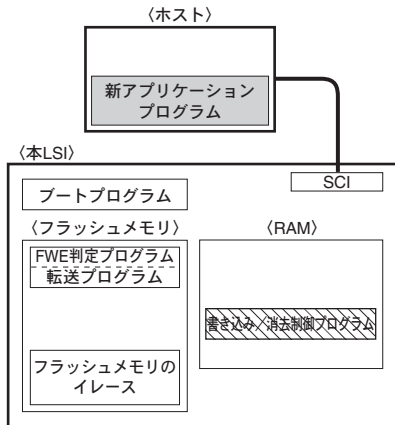 〈ホスト〉
新アプリケーション
プログラム
〈本LSI〉
SCI
ブートプログラム
〈フラッシュメモリ〉
〈RAM〉
FWE判定プログラム
転送プログラム
書き込み/消去制御プログラム
フラッシュメモリの
イレース